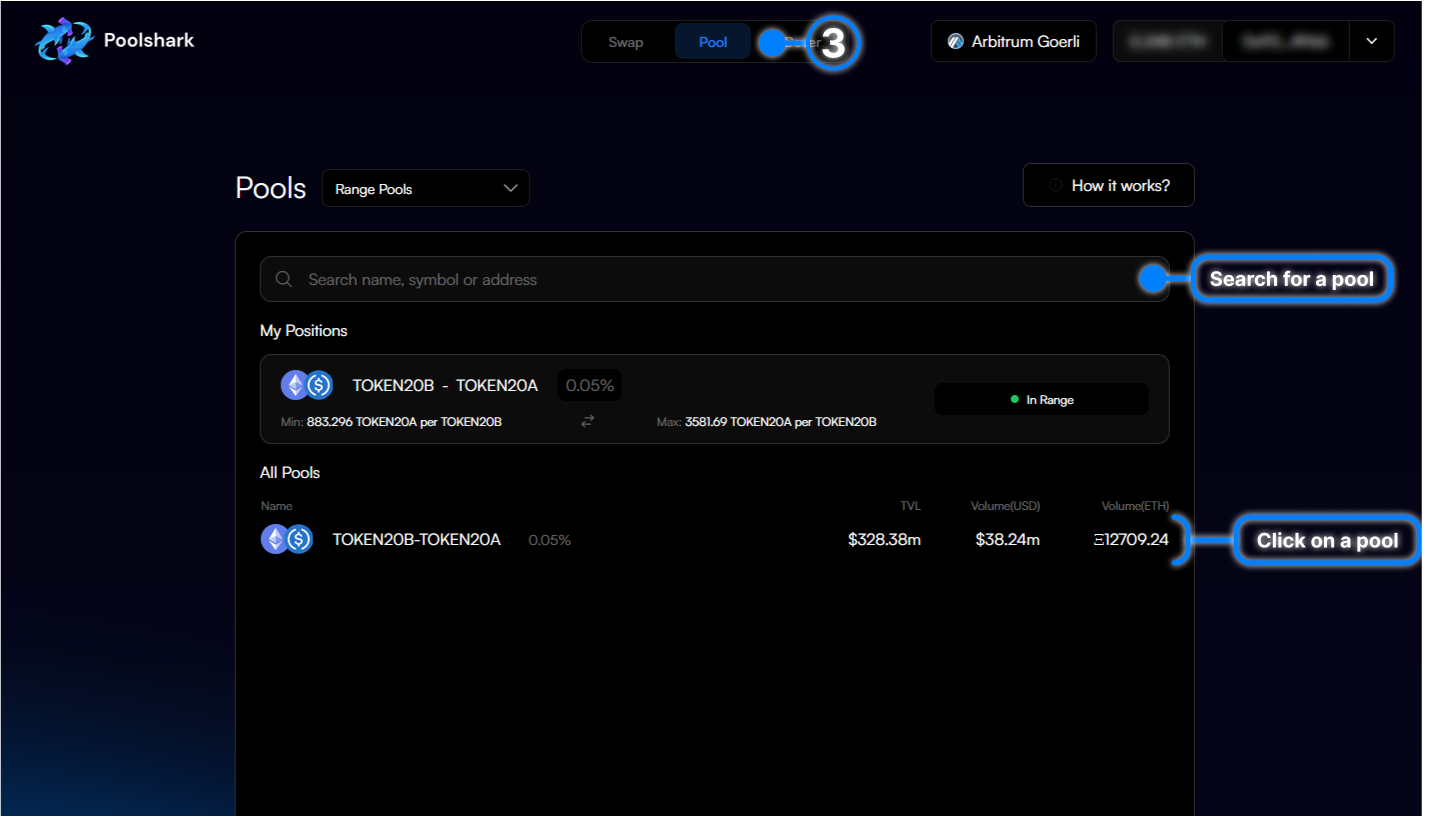 Poolshark
Swap
Pool
3
Arbitrum Goerli
Pools
Range Pools
How it works?
Search name, symbol or address
Search for a pool
My Positions
TOKEN20B - TOKEN20A 0.05%
In Range
Min: 883.296 TOKEN20A per TOKEN20B
Max: 3581.69 TOKEN20A per TOKEN20B
All Pools
Name TVL Volume(USD) Volume(ETH)
TOKEN20B-TOKEN20A 0.05% $328.38m $38.24m Ξ12709.24
Click on a pool